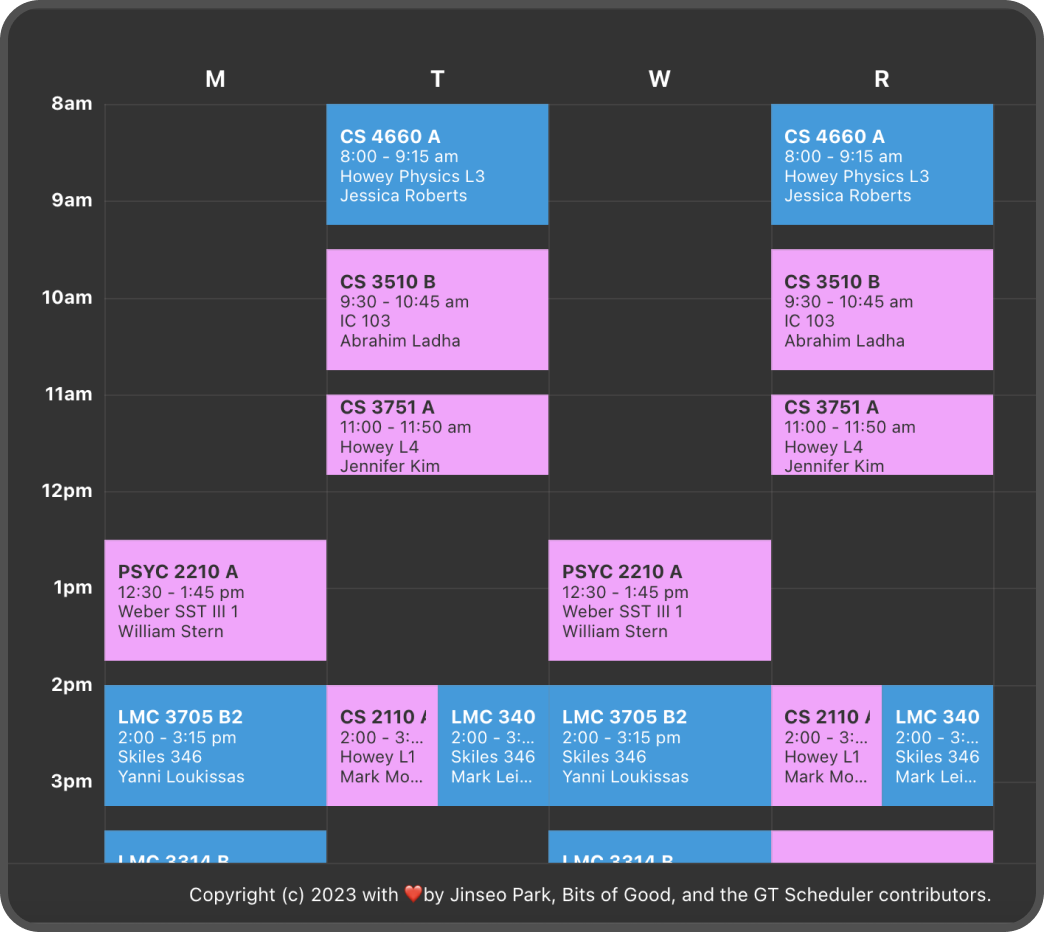 M T W R
8am
9am
10am
11am
12pm
1pm
2pm
3pm
PSYC 2210 A
12:30 - 1:45 pm
Weber SST III 1
William Stern
LMC 3705 B2
2:00 - 3:15 pm
Skiles 346
Yanni Loukissas
LMC 3314 B
CS 4660 A
8:00 - 9:15 am
Howey Physics L3
Jessica Roberts
CS 3510 B
9:30 - 10:45 am
IC 103
Abrahim Ladha
CS 3751 A
11:00 - 11:50 am
Howey L4
Jennifer Kim
CS 2110 A
2:00 - 3:...
Howey L1
Mark Mo...
LMC 340
2:00 - 3:...
Skiles 346
Mark Lei...
PSYC 2210 A
12:30 - 1:45 pm
Weber SST III 1
William Stern
LMC 3705 B2
2:00 - 3:15 pm
Skiles 346
Yanni Loukissas
LMC 3314 B
CS 4660 A
8:00 - 9:15 am
Howey Physics L3
Jessica Roberts
CS 3510 B
9:30 - 10:45 am
IC 103
Abrahim Ladha
CS 3751 A
11:00 - 11:50 am
Howey L4
Jennifer Kim
CS 2110 A
2:00 - 3:...
Howey L1
Mark Mo...
LMC 340
2:00 - 3:...
Skiles 346
Mark Lei...
Copyright (c) 2023 with ❤️by Jinseo Park, Bits of Good, and the GT Scheduler contributors.